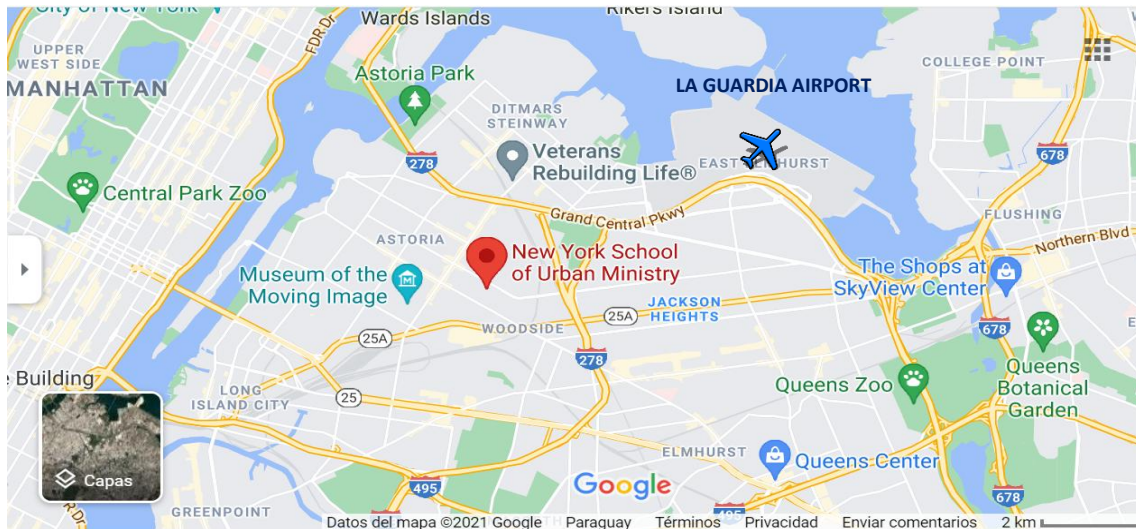 City of New York
Wards Islands
Rikers Island
UPPER
WEST SIDE
MANHATTAN
FDR Dr
Astoria Park
DITMARS
STEINWAY
LA GUARDIA AIRPORT
COLLEGE POINT
278
Veterans
Rebuilding Life®
678
Central Park Zoo
Grand Central Pkwy
FLUSHING
Northern Blvd
ASTORIA
New York School
of Urban Ministry
Museum of the
Moving Image
The Shops at
SkyView Center
JACKSON
HEIGHTS
25A
WOODSIDE
25A
678
278
e Building
LONG
ISLAND CITY
25
Queens Zoo
Queens
Botanical
Garden
ELMHURST
Queens Center
Capas
Google
495
495
678
GREENPOINT
Datos del mapa ©2021 Google Paraguay Términos Privacidad Enviar comentarios 2 km